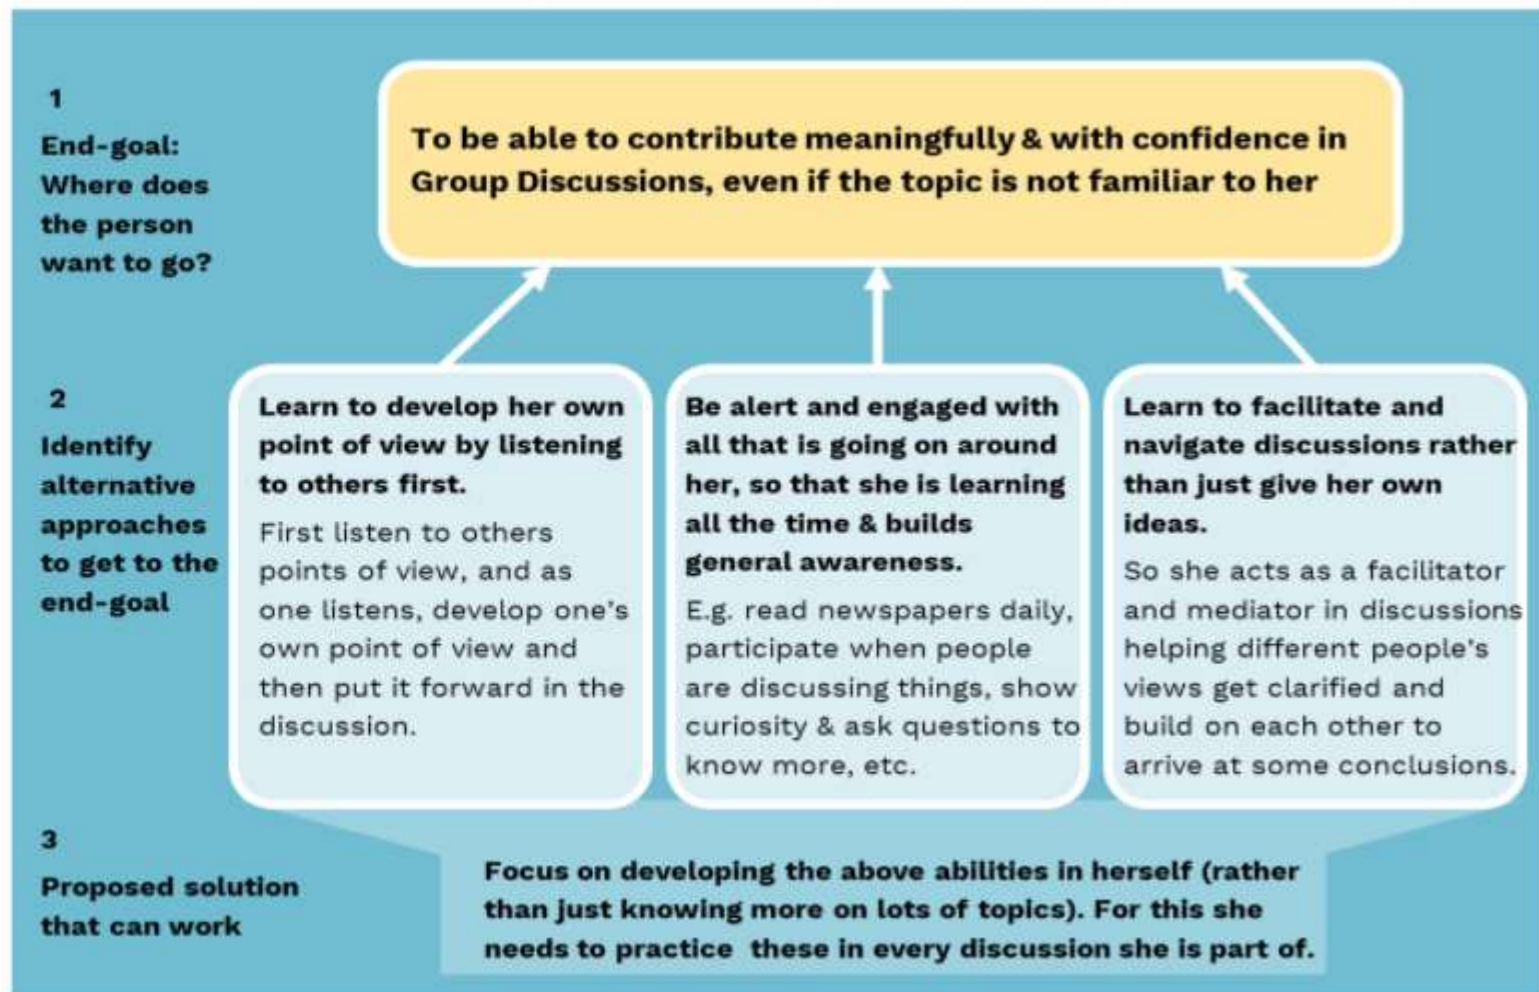 1
End-goal:
Where does
the person
want to go?
To be able to contribute meaningfully & with confidence in
Group Discussions, even if the topic is not familiar to her
2
Identify
alternative
approaches
to get to the
end-goal
Learn to develop her own
point of view by listening
to others first.
First listen to others
points of view, and as
one listens, develop one's
own point of view and
then put it forward in the
discussion.
Be alert and engaged with
all that is going on around
her, so that she is learning
all the time & builds
general awareness.
E.g. read newspapers daily,
participate when people
are discussing things, show
curiosity & ask questions to
know more, etc.
Learn to facilitate and
navigate discussions rather
than just give her own
ideas.
So she acts as a facilitator
and mediator in discussions
helping different people's
views get clarified and
build on each other to
arrive at some conclusions.
3
Proposed solution
that can work
Focus on developing the above abilities in herself (rather
than just knowing more on lots of topics). For this she
needs to practice these in every discussion she is part of.